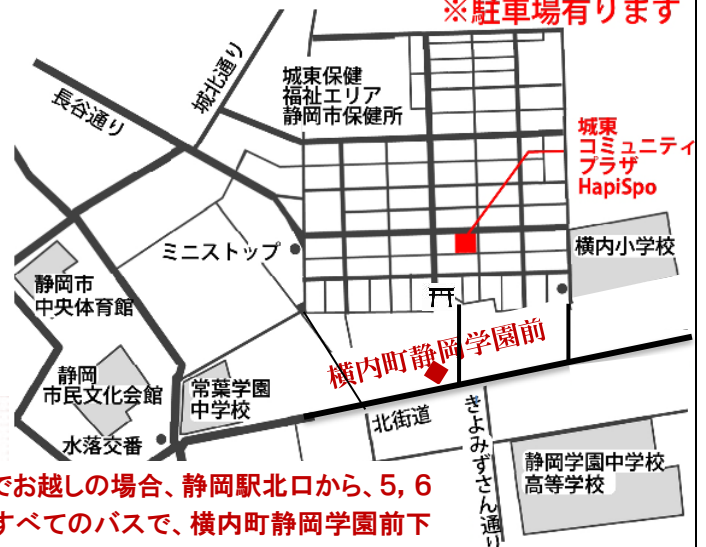 ※駐車場有ります
城北通り
長谷通り
城東保健
福祉エリア
静岡市保健所
城東
コミュニティ
プラザ
HapiSpo
ミニストップ
横内小学校
静岡市
中央体育館
横内町静岡学園前
静岡
市民文化会館
常葉学園
中学校
北街道
きよみずさん通り
水落交番
静岡学園中学校
高等学校
でお越しの場合、静岡駅北口から、5，6
すべてのバスで、横内町静岡学園前下